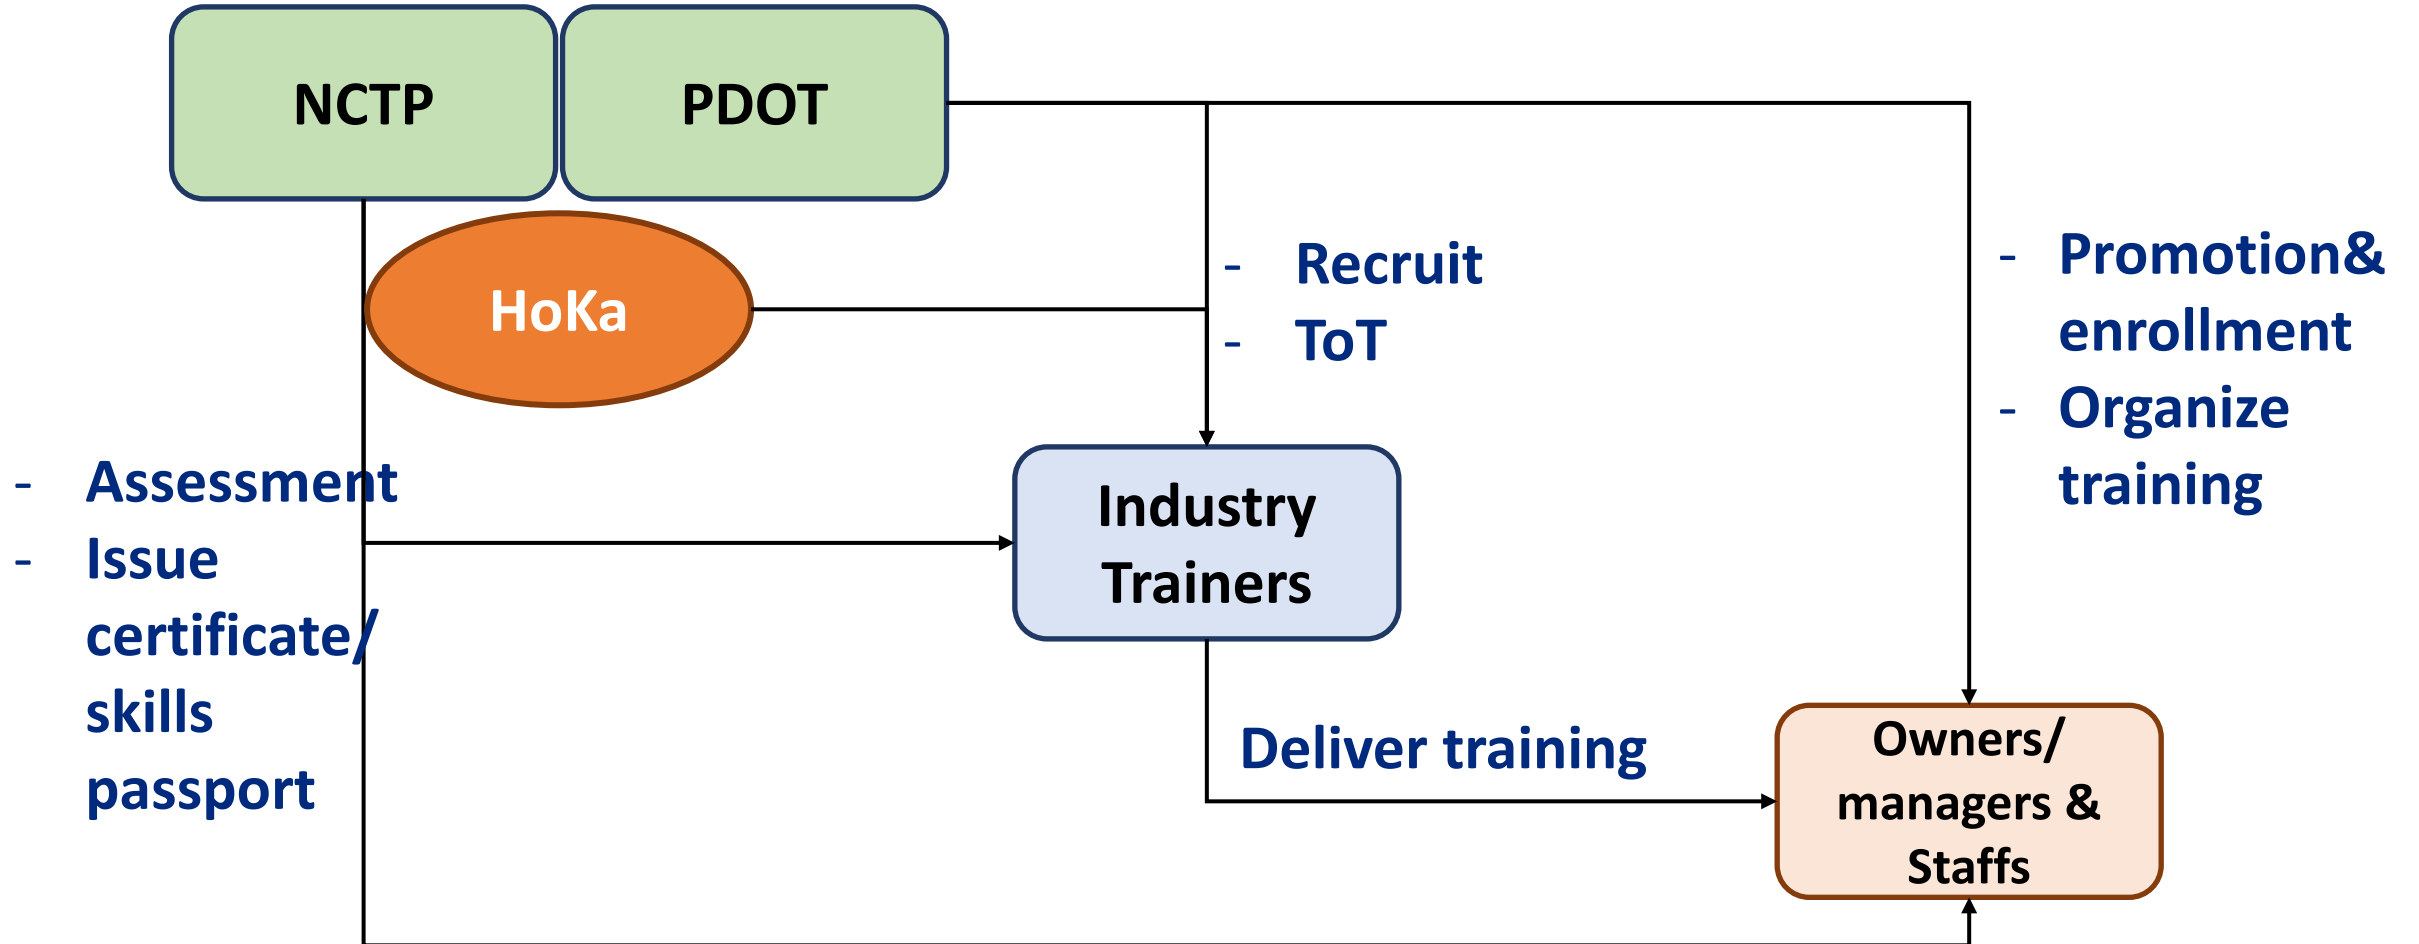 NCTP
PDOT
HoKa
- Recruit
- ToT
- Promotion&
enrollment
- Organize
training
- Assessment
- Issue
certificate/
skills
passport
Industry
Trainers
Deliver training
Owners/
managers &
Staffs